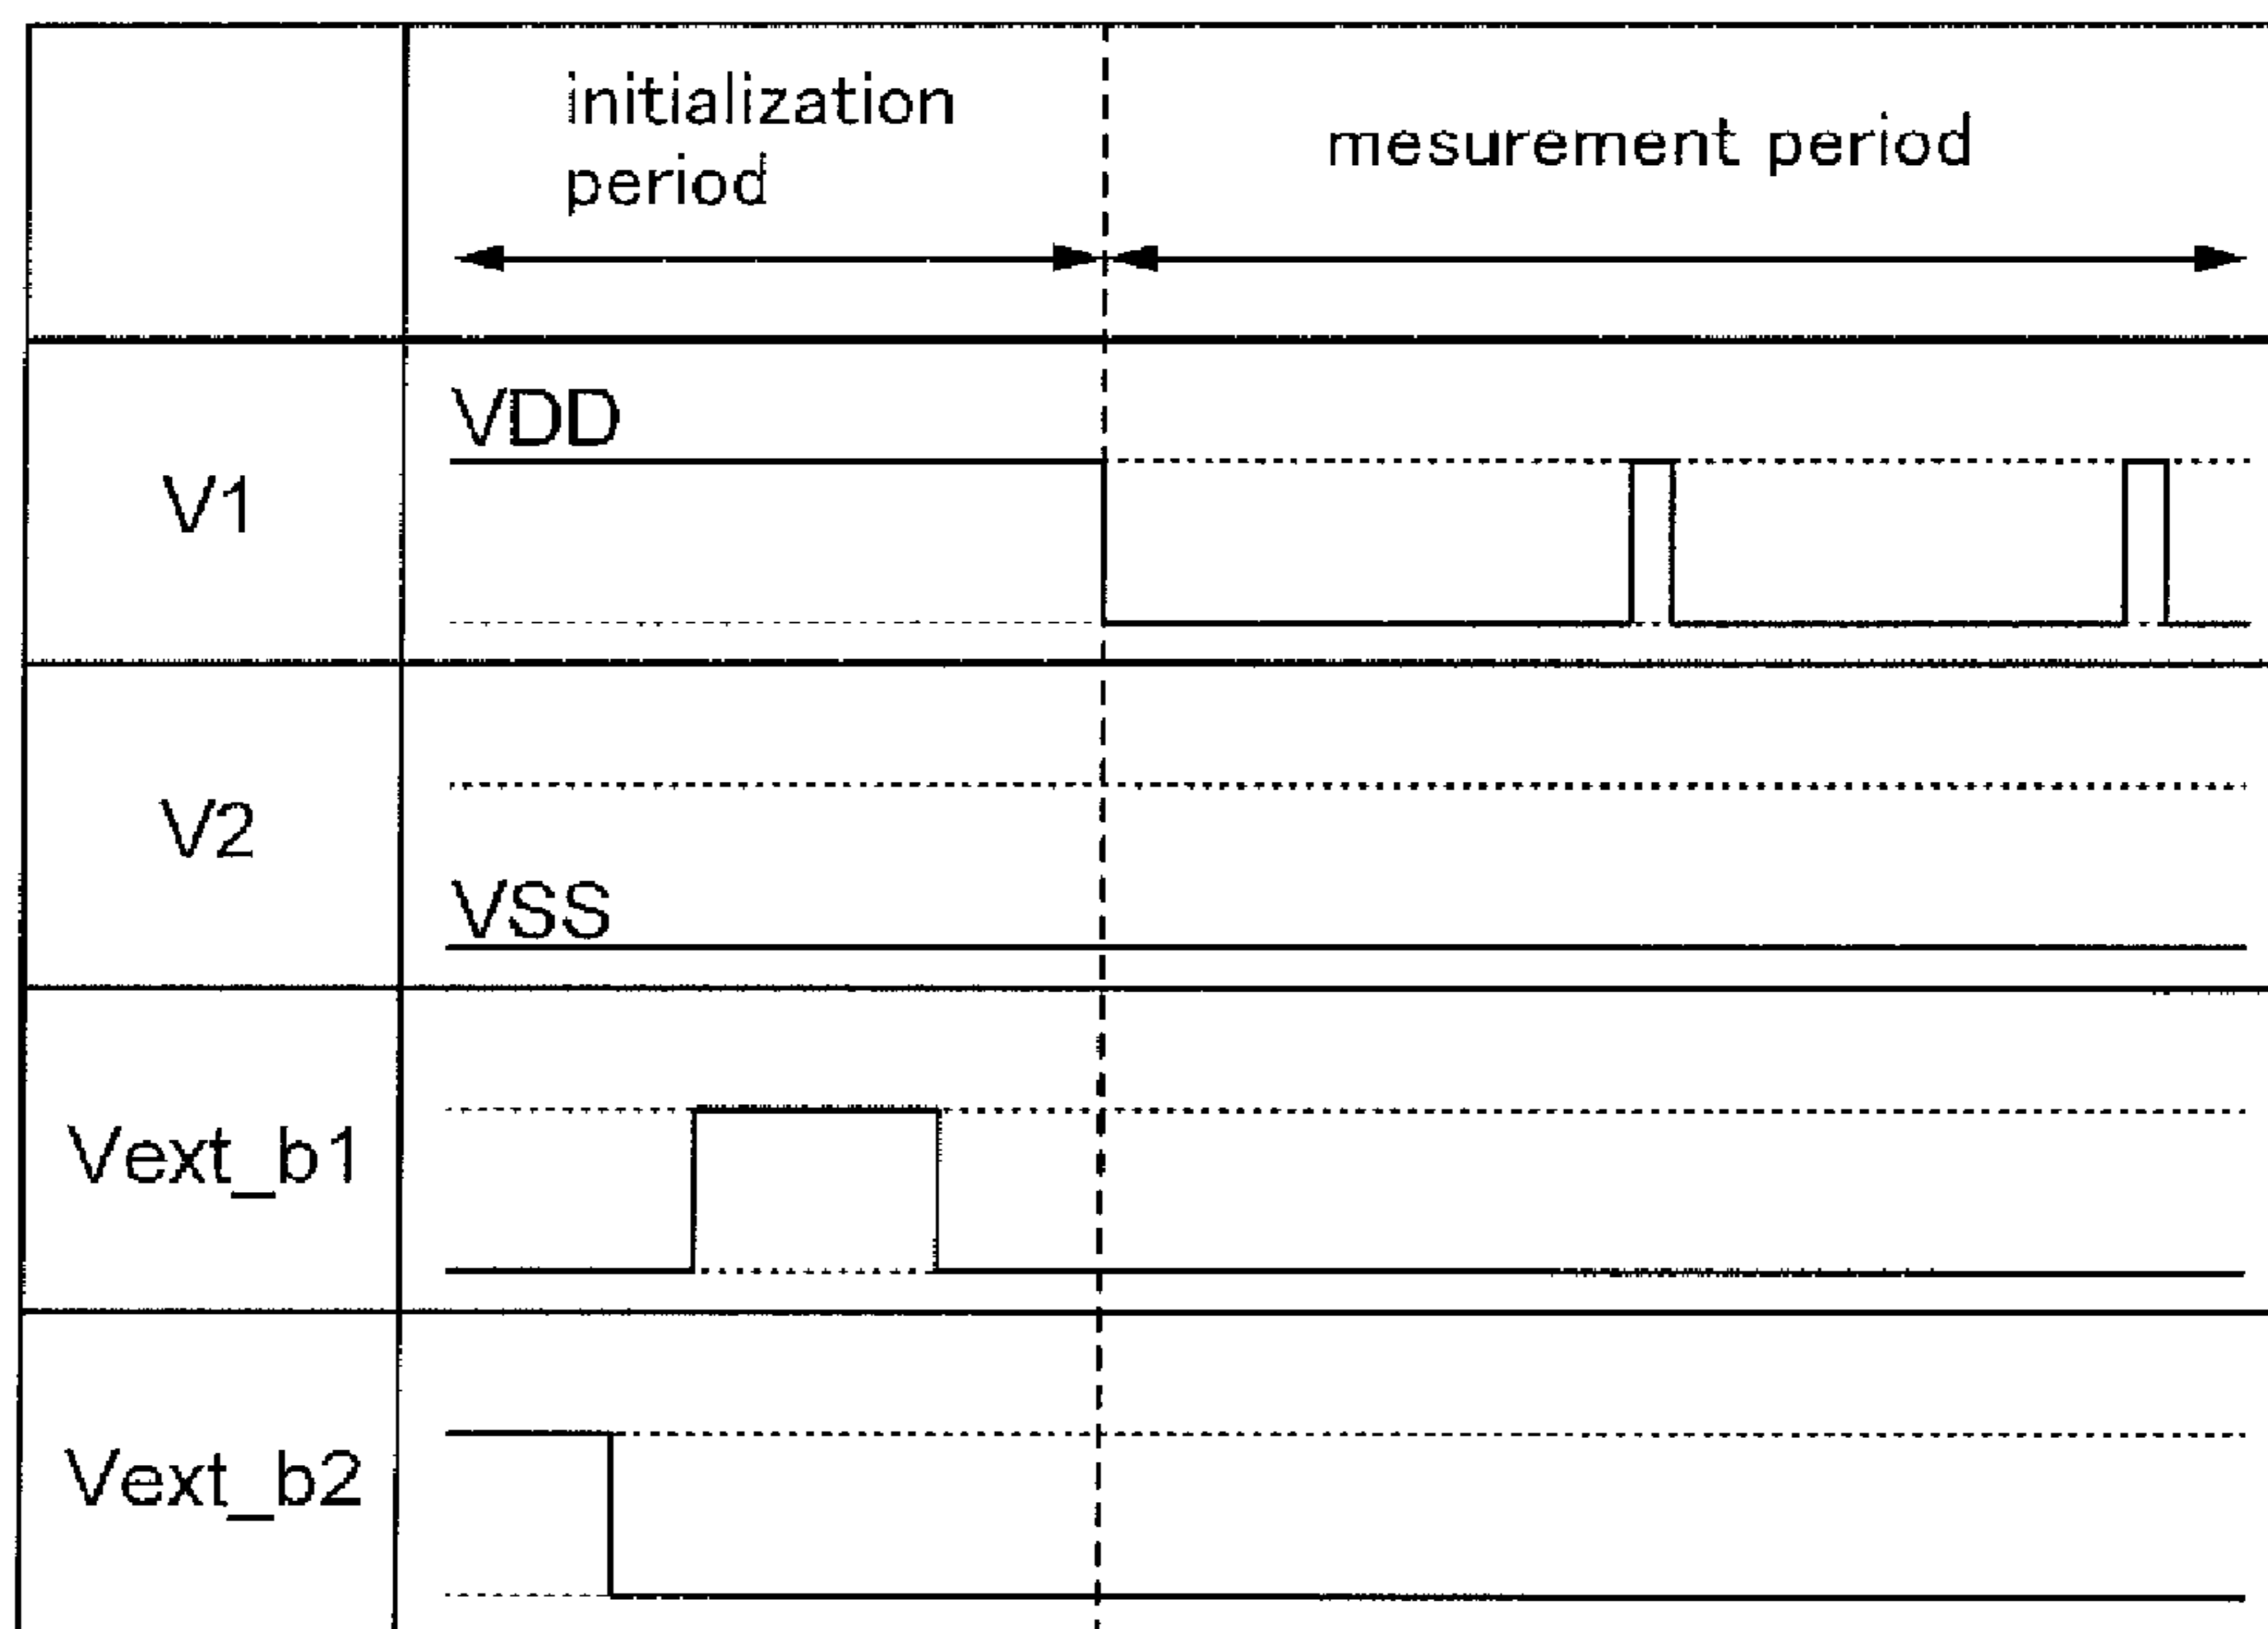 initialization
period
mesurement period
VDD
V1
V2
VSS
Vext_b1
Vext_b2